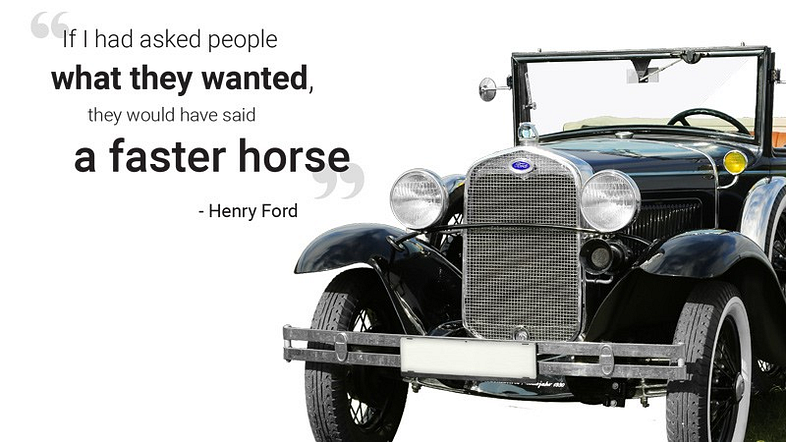 “If I had asked people
what they wanted,
they would have said
a faster horse”
- Henry Ford
Ford